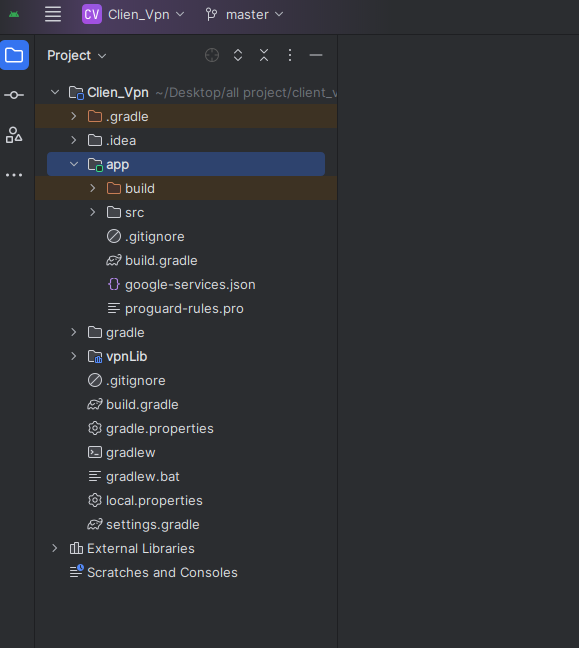 CV Clien_Vpn master
Project
Clien_Vpn ~/Desktop/all project/client_v
.gradle
.idea
app
build
src
.gitignore
build.gradle
google-services.json
proguard-rules.pro
gradle
vpnLib
.gitignore
build.gradle
gradle.properties
gradlew
gradlew.bat
local.properties
settings.gradle
External Libraries
Scratches and Consoles